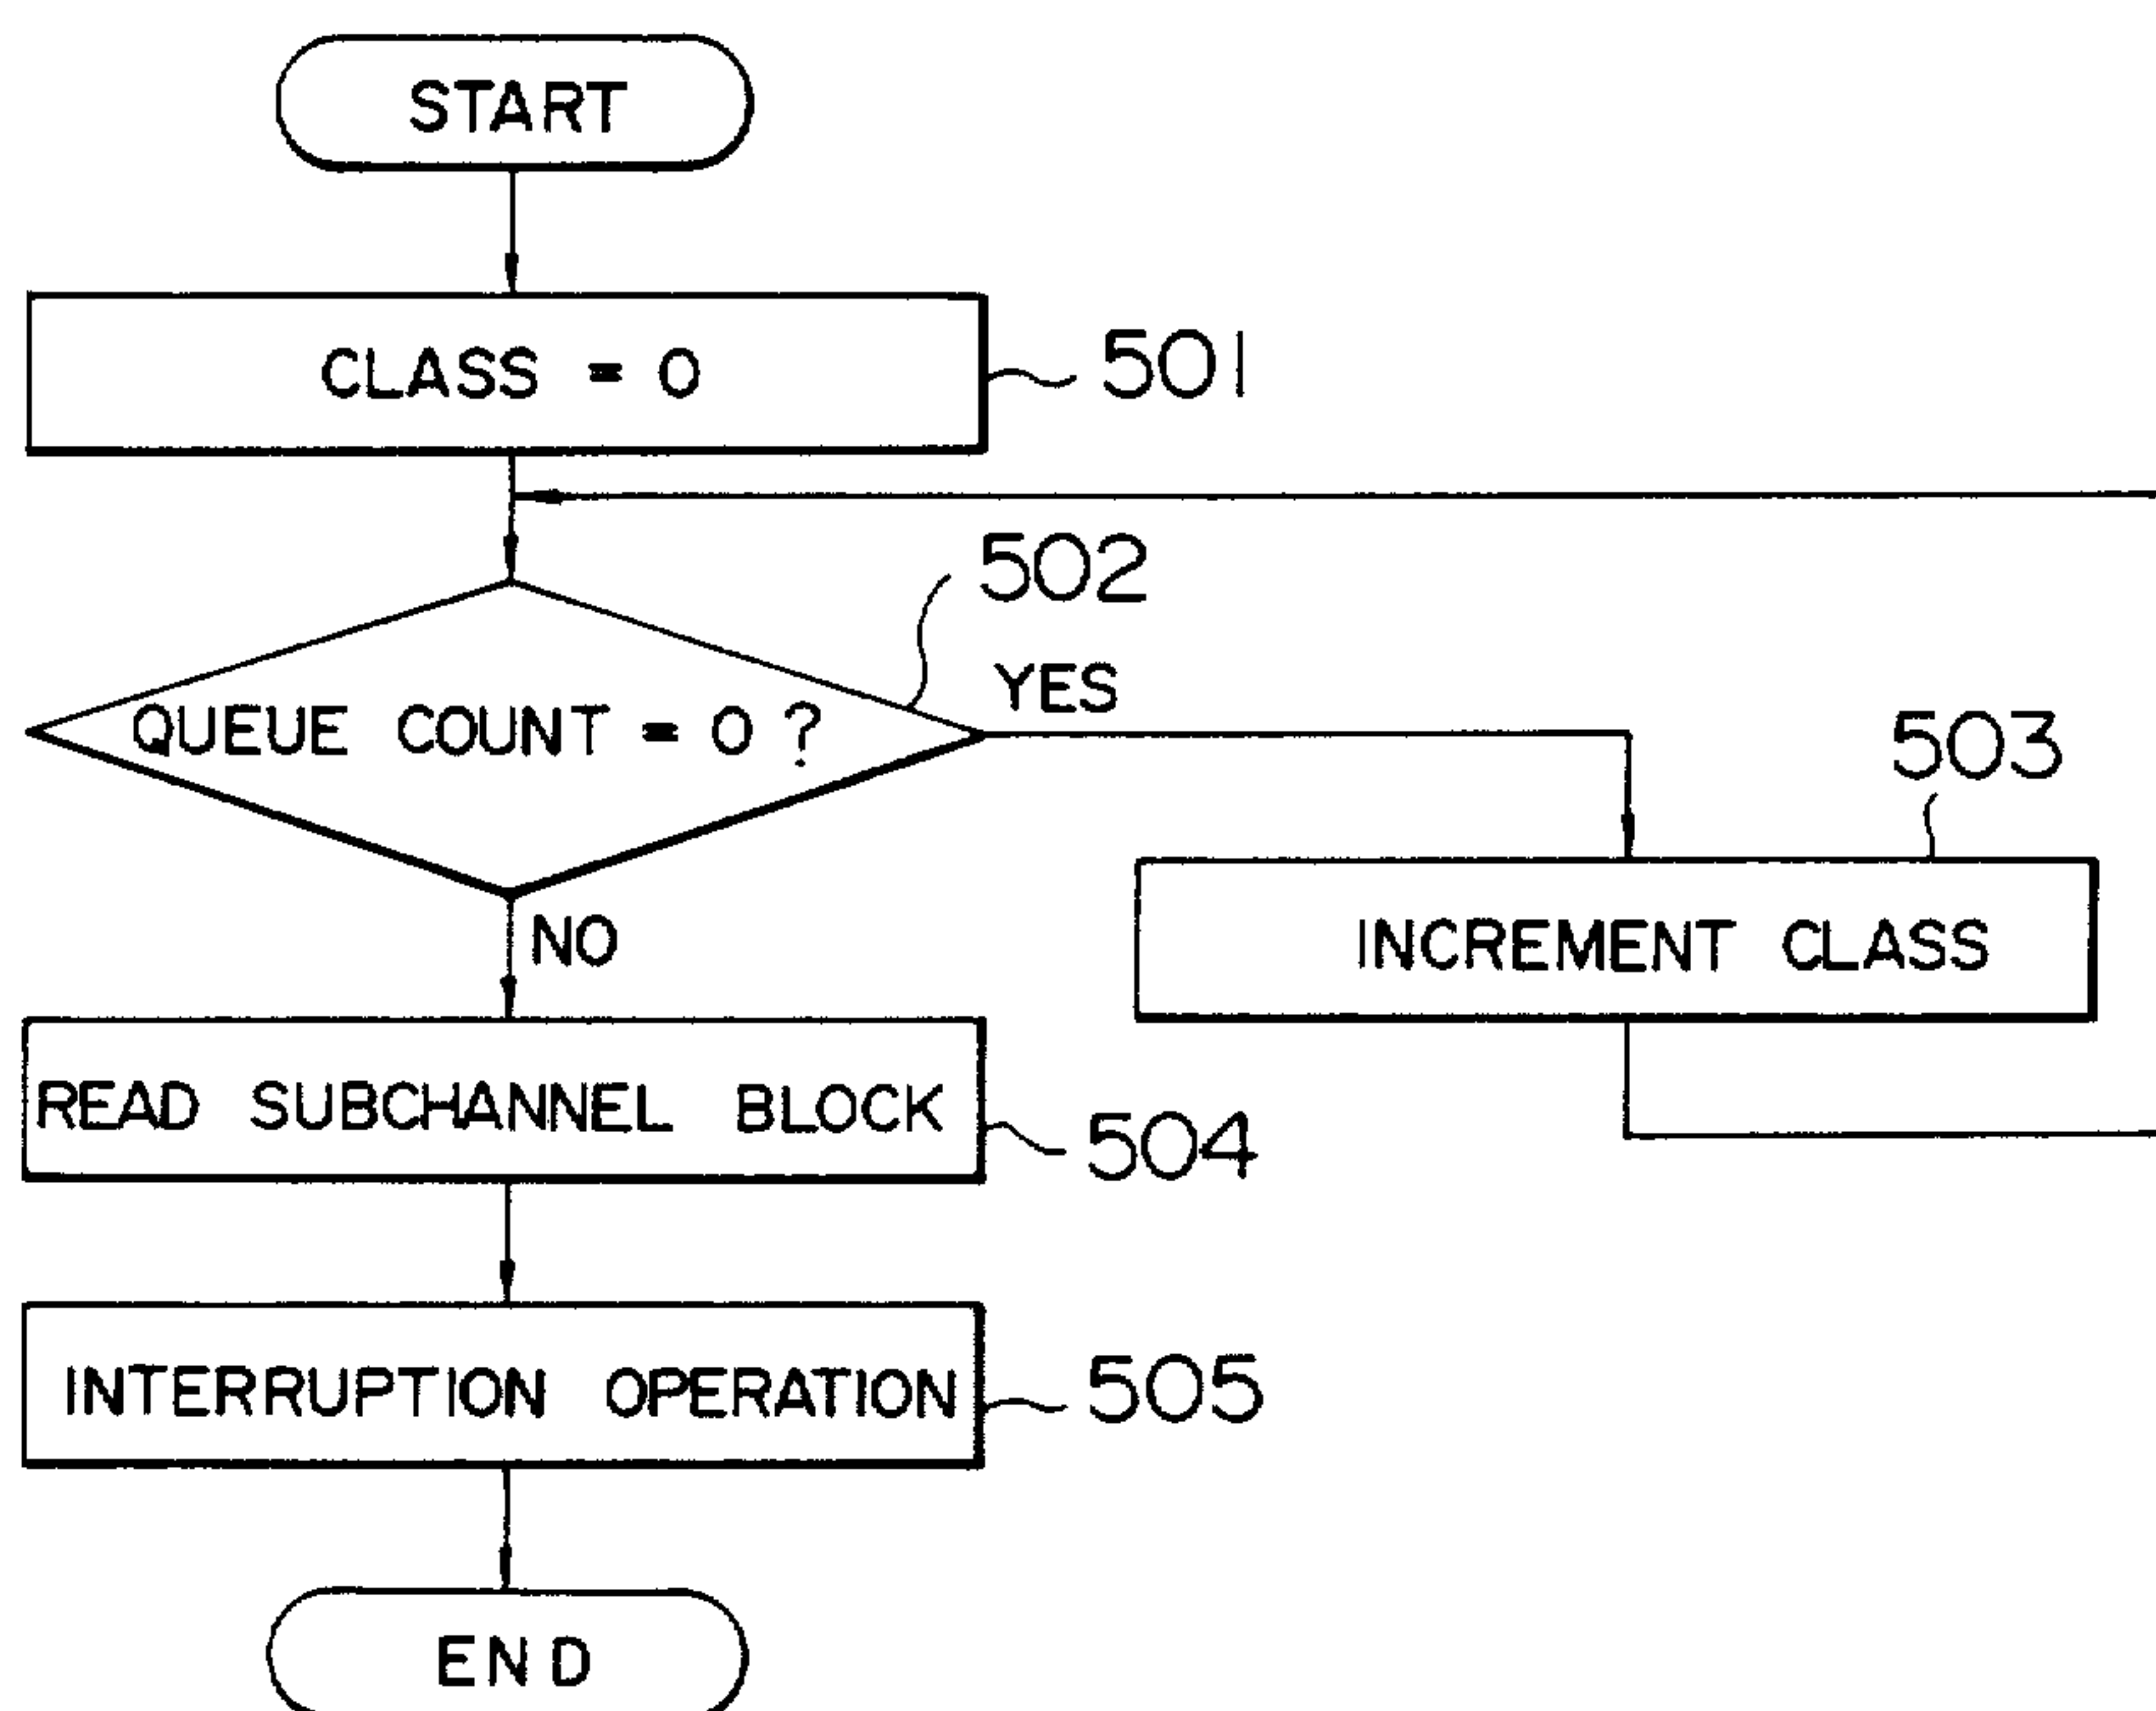 START
CLASS = 0
501
502
QUEUE COUNT = 0 ?
YES
503
INCREMENT CLASS
NO
READ SUBCHANNEL BLOCK
504
INTERRUPTION OPERATION
505
END